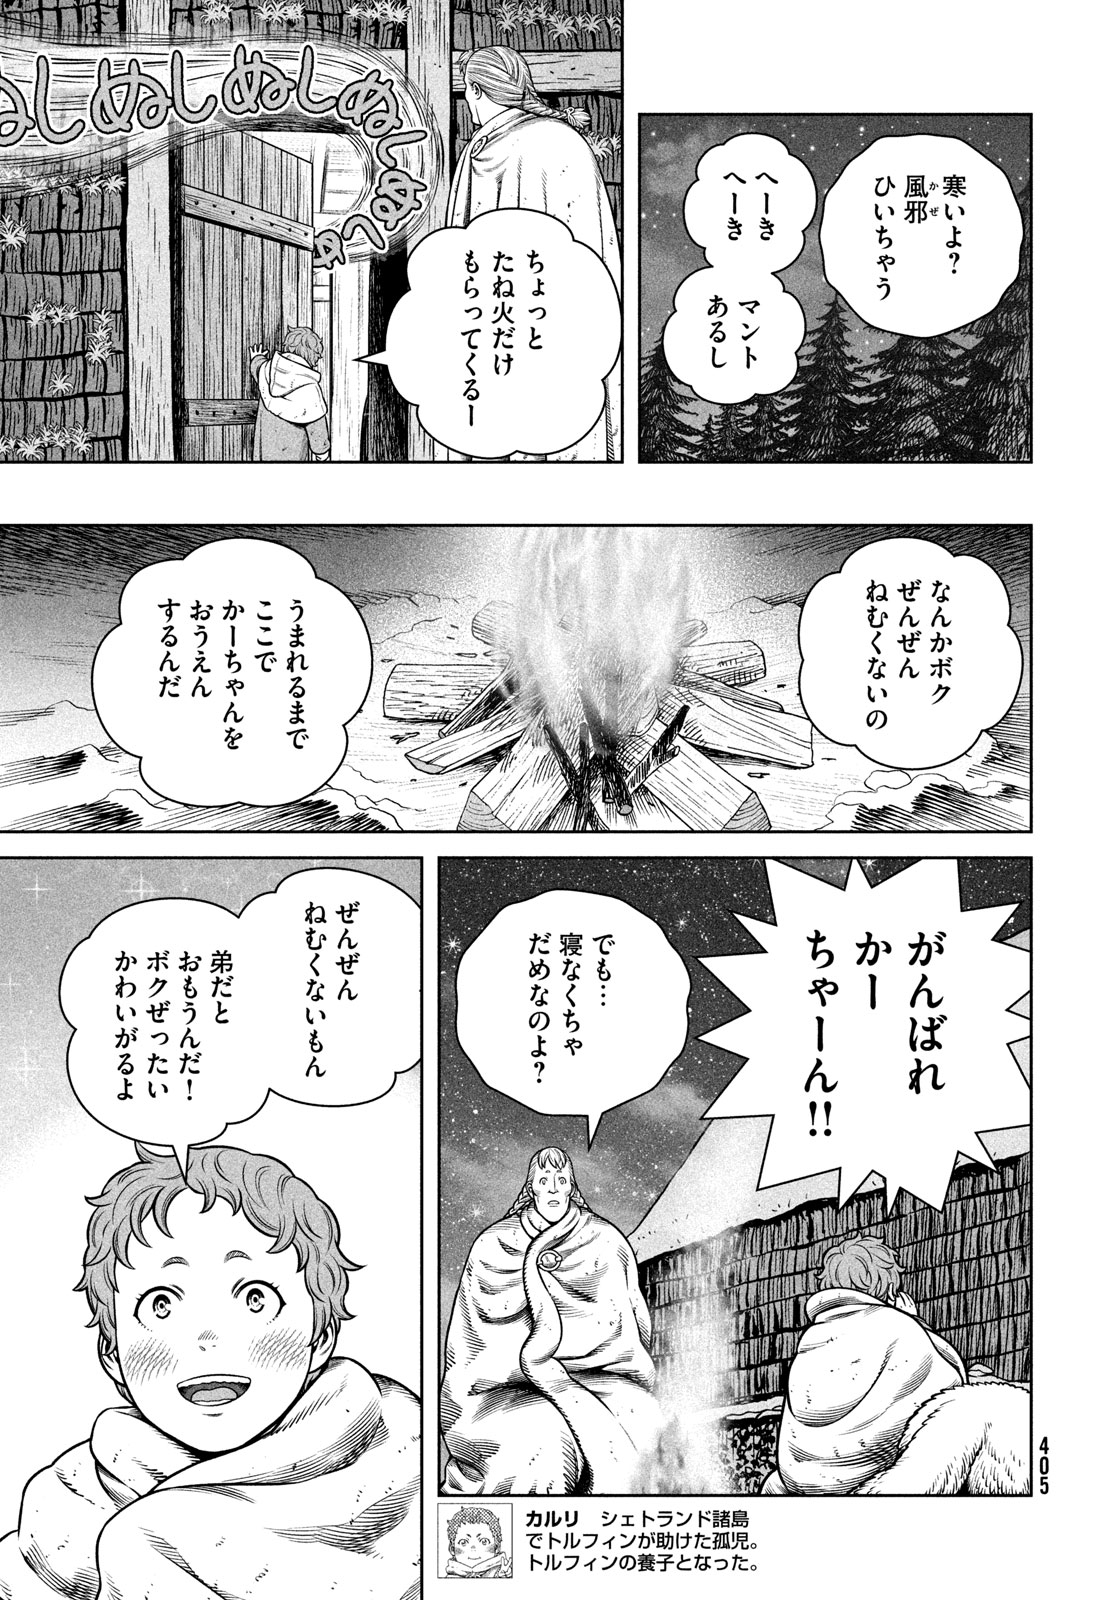 寒いよ?
風邪
かぜ
ひいちゃう
へーき
へーき
マント
あるし
ちょっと
たね火だけ
もらってくるー
ぬしぬしぬしぬしぬしぬしぬ
なんかボク
ぜんぜん
ねむくないの
うまれるまで
ここで
かーちゃんを
おうえん
するんだ
がんばれ
かー
ちゃーん!!
でも…
寝なくちゃ
だめなのよ?
ぜんぜん
ねむくないもん
弟だと
おもうんだ!
ボクぜったい
かわいがるよ
カルリ シェトランド諸島
でトルフィンが助けた孤児。
トルフィンの養子となった。
405